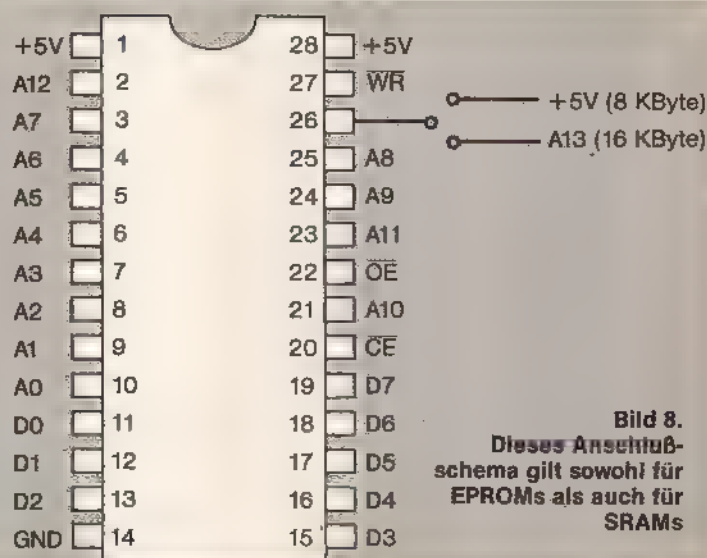 +5V 1 28 +5V
A12 2 27 W̅R̅
A7 3 26 +5V (8 KByte)
A13 (16 KByte)
A6 4 25 A8
A5 5 24 A9
A4 6 23 A11
A3 7 22 O̅E̅
A2 8 21 A10
A1 9 20 C̅E̅
A0 10 19 D7
D0 11 18 D6
D1 12 17 D5
D2 13 16 D4
GND 14 15 D3
Bild 8.
Dieses Anschluß-
schema gilt sowohl für
EPROMs als auch für
SRAMs